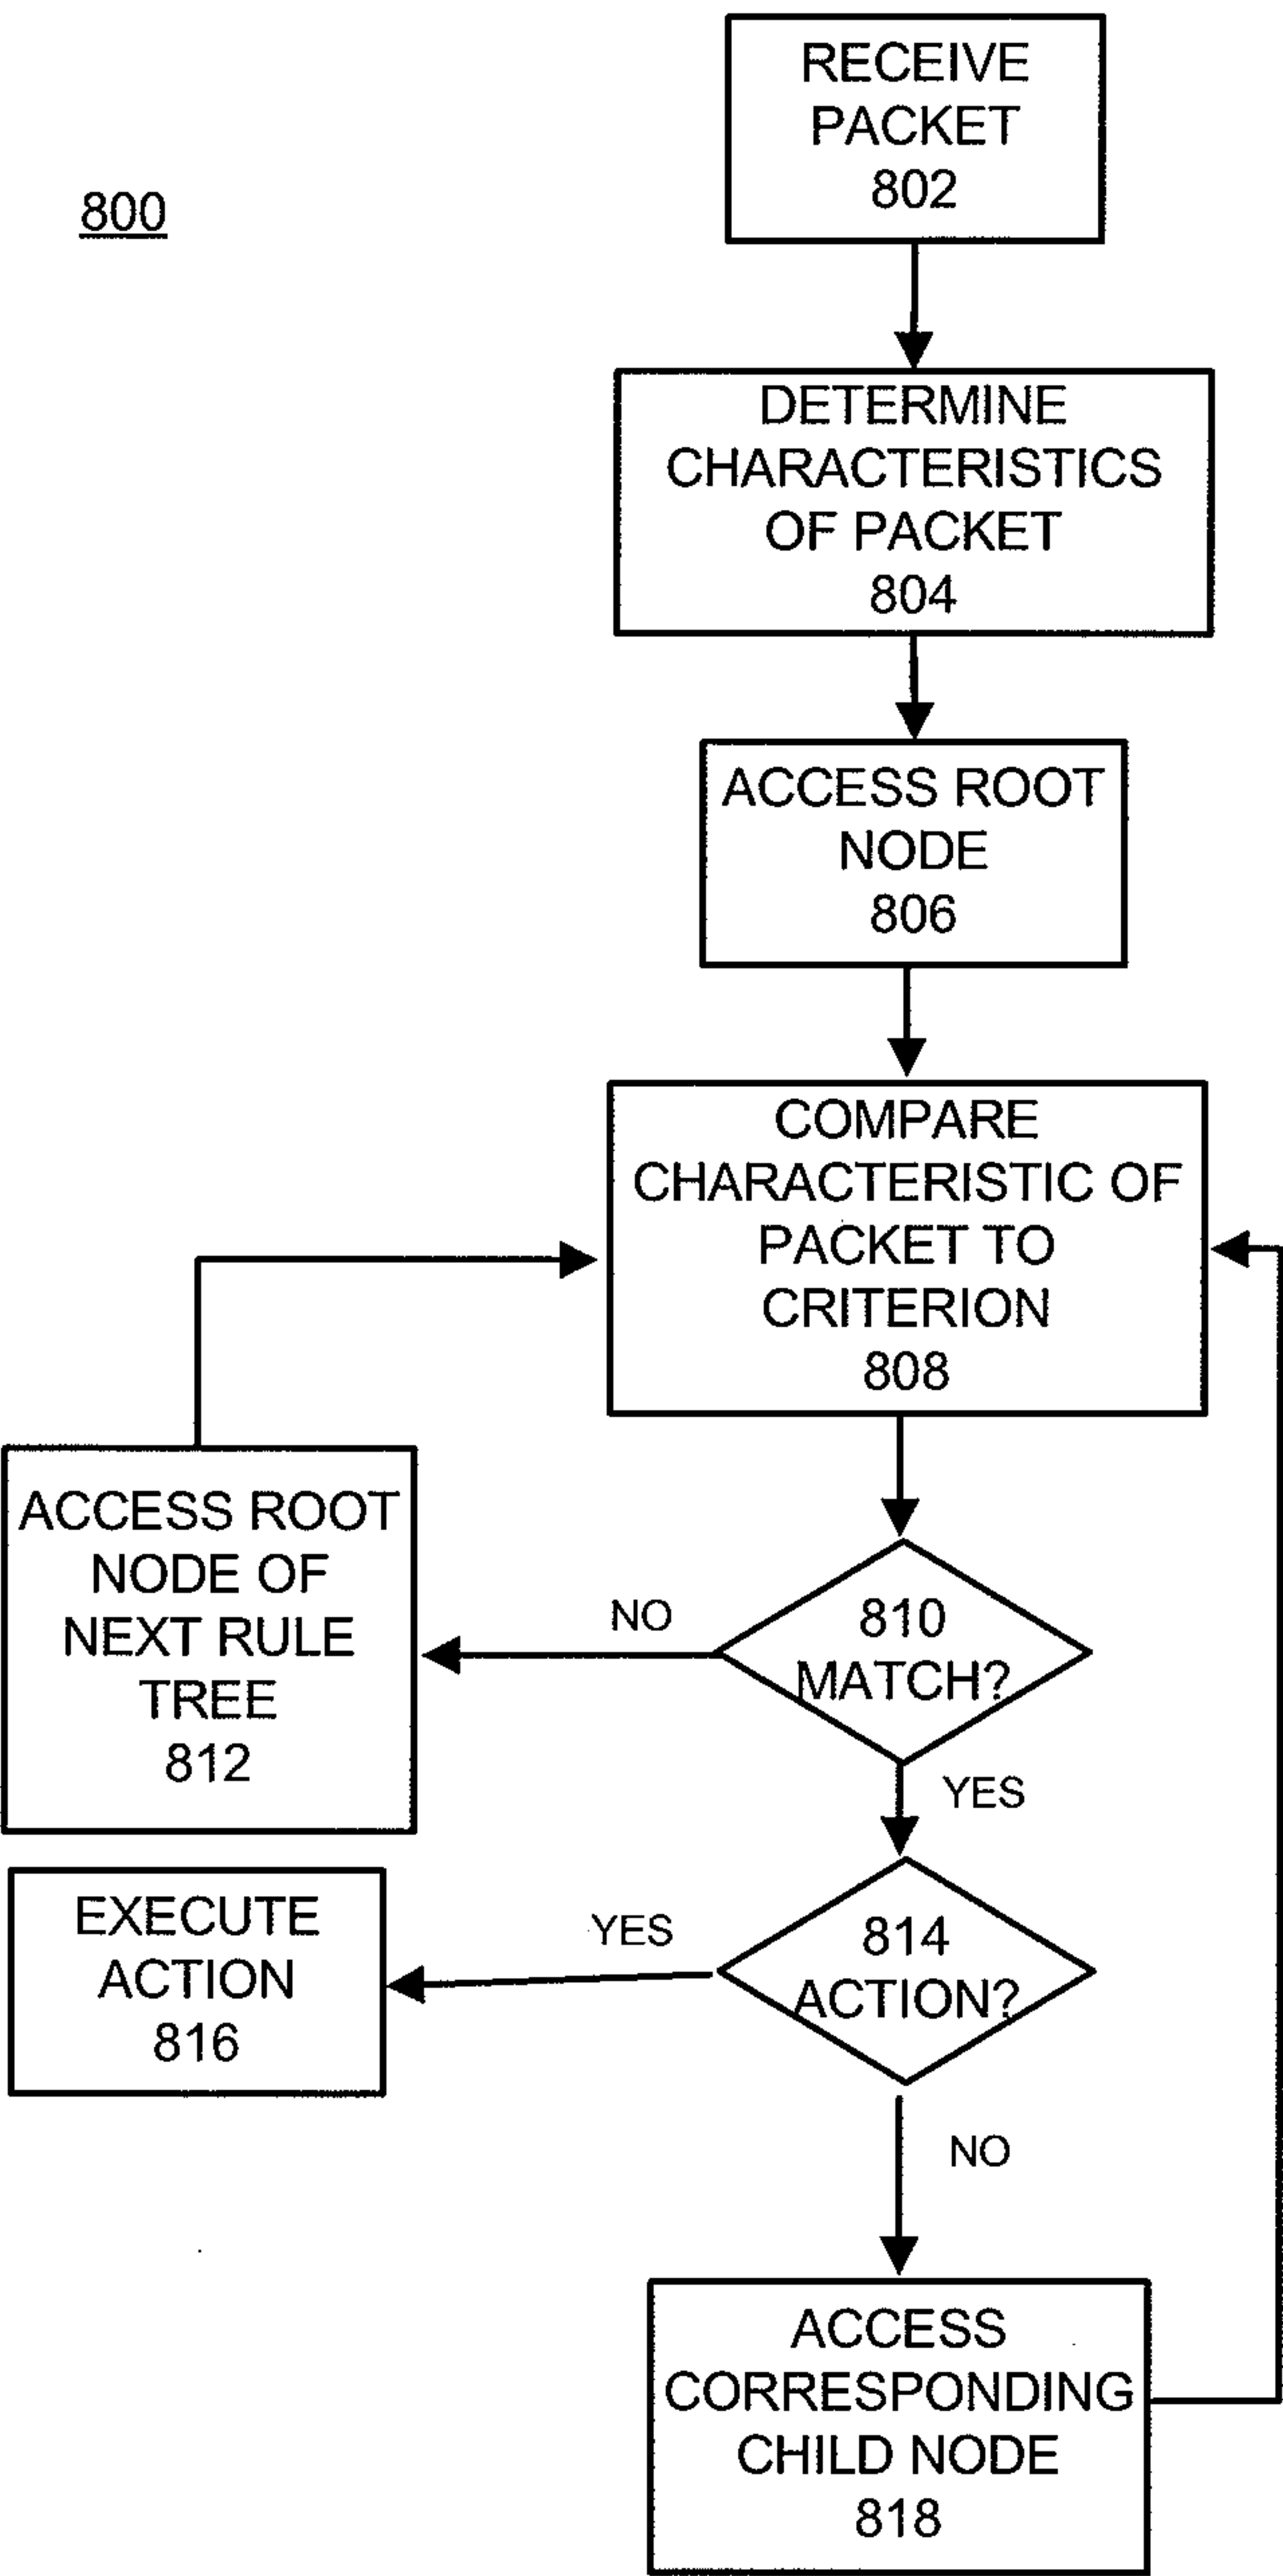 RECEIVE
PACKET
802
800
DETERMINE
CHARACTERISTICS
OF PACKET
804
ACCESS ROOT
NODE
806
COMPARE
CHARACTERISTIC OF
PACKET TO
CRITERION
808
ACCESS ROOT
NODE OF
NEXT RULE
TREE
812
NO
810
MATCH?
YES
EXECUTE
ACTION
816
YES
814
ACTION?
NO
ACCESS
CORRESPONDING
CHILD NODE
818